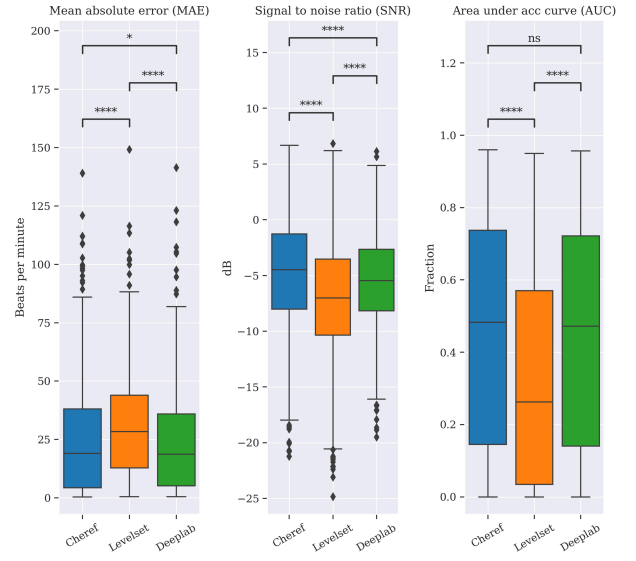 Mean absolute error (MAE)
200
175
150
125
100
75
50
25
0
Beats per minute
*
****
****
Cheref
Levelset
Deeplab
Signal to noise ratio (SNR)
15
10
5
0
−5
−10
−15
−20
−25
dB
****
****
****
Cheref
Levelset
Deeplab
Area under acc curve (AUC)
1.2
1.0
0.8
0.6
0.4
0.2
0.0
Fraction
ns
****
****
Cheref
Levelset
Deeplab